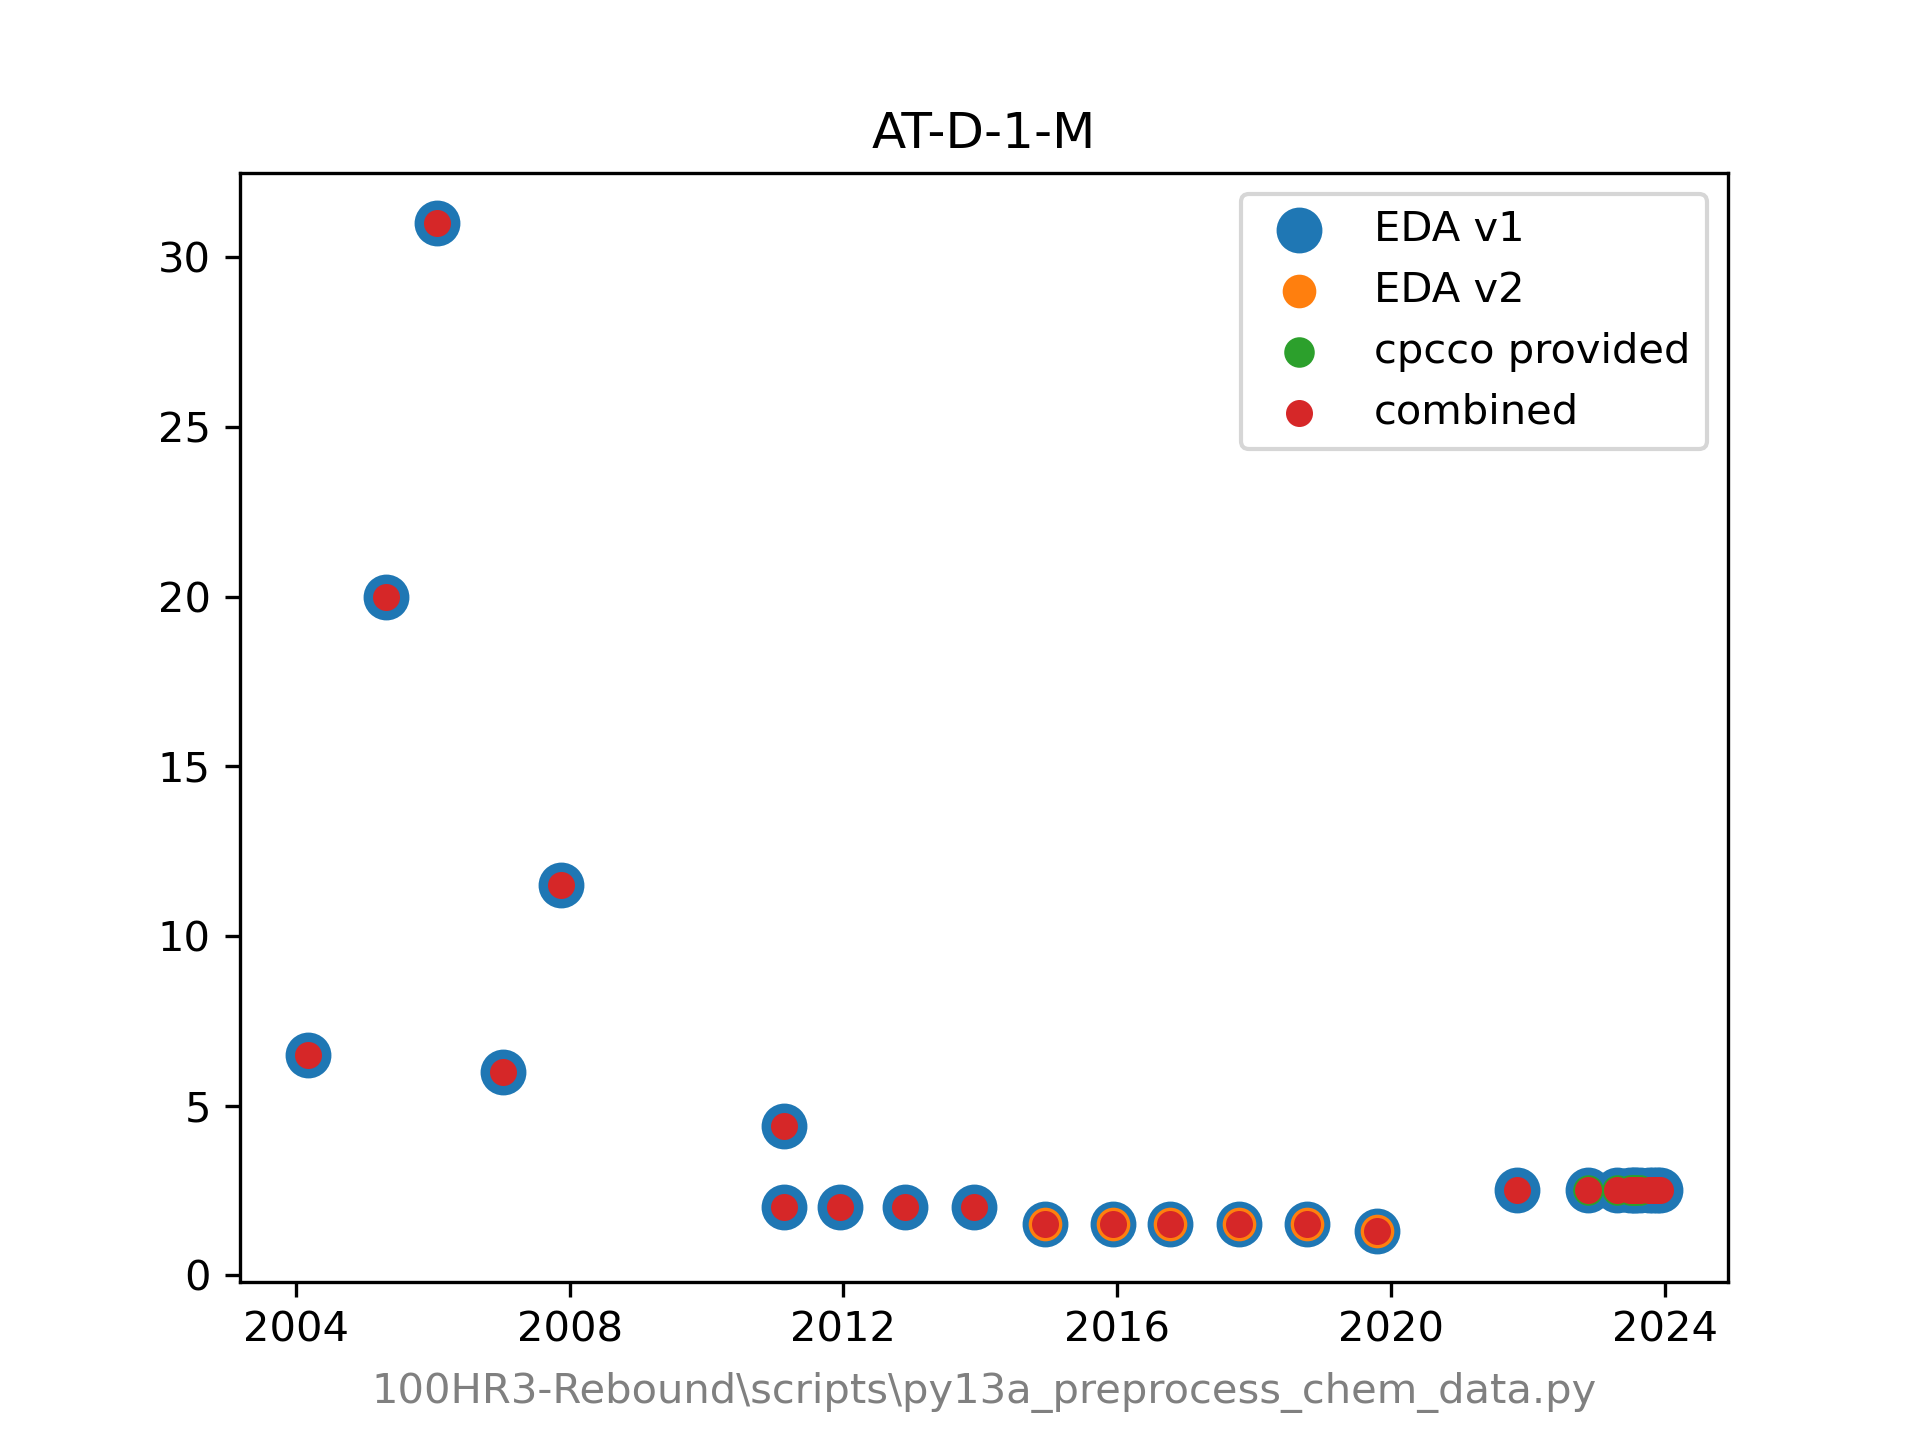 AT-D-1-M
EDA v1
EDA v2
cpcco provided
combined
30
25
20
15
10
5
0
2004 2008 2012 2016 2020 2024
100HR3-Rebound\scripts\py13a_preprocess_chem_data.py